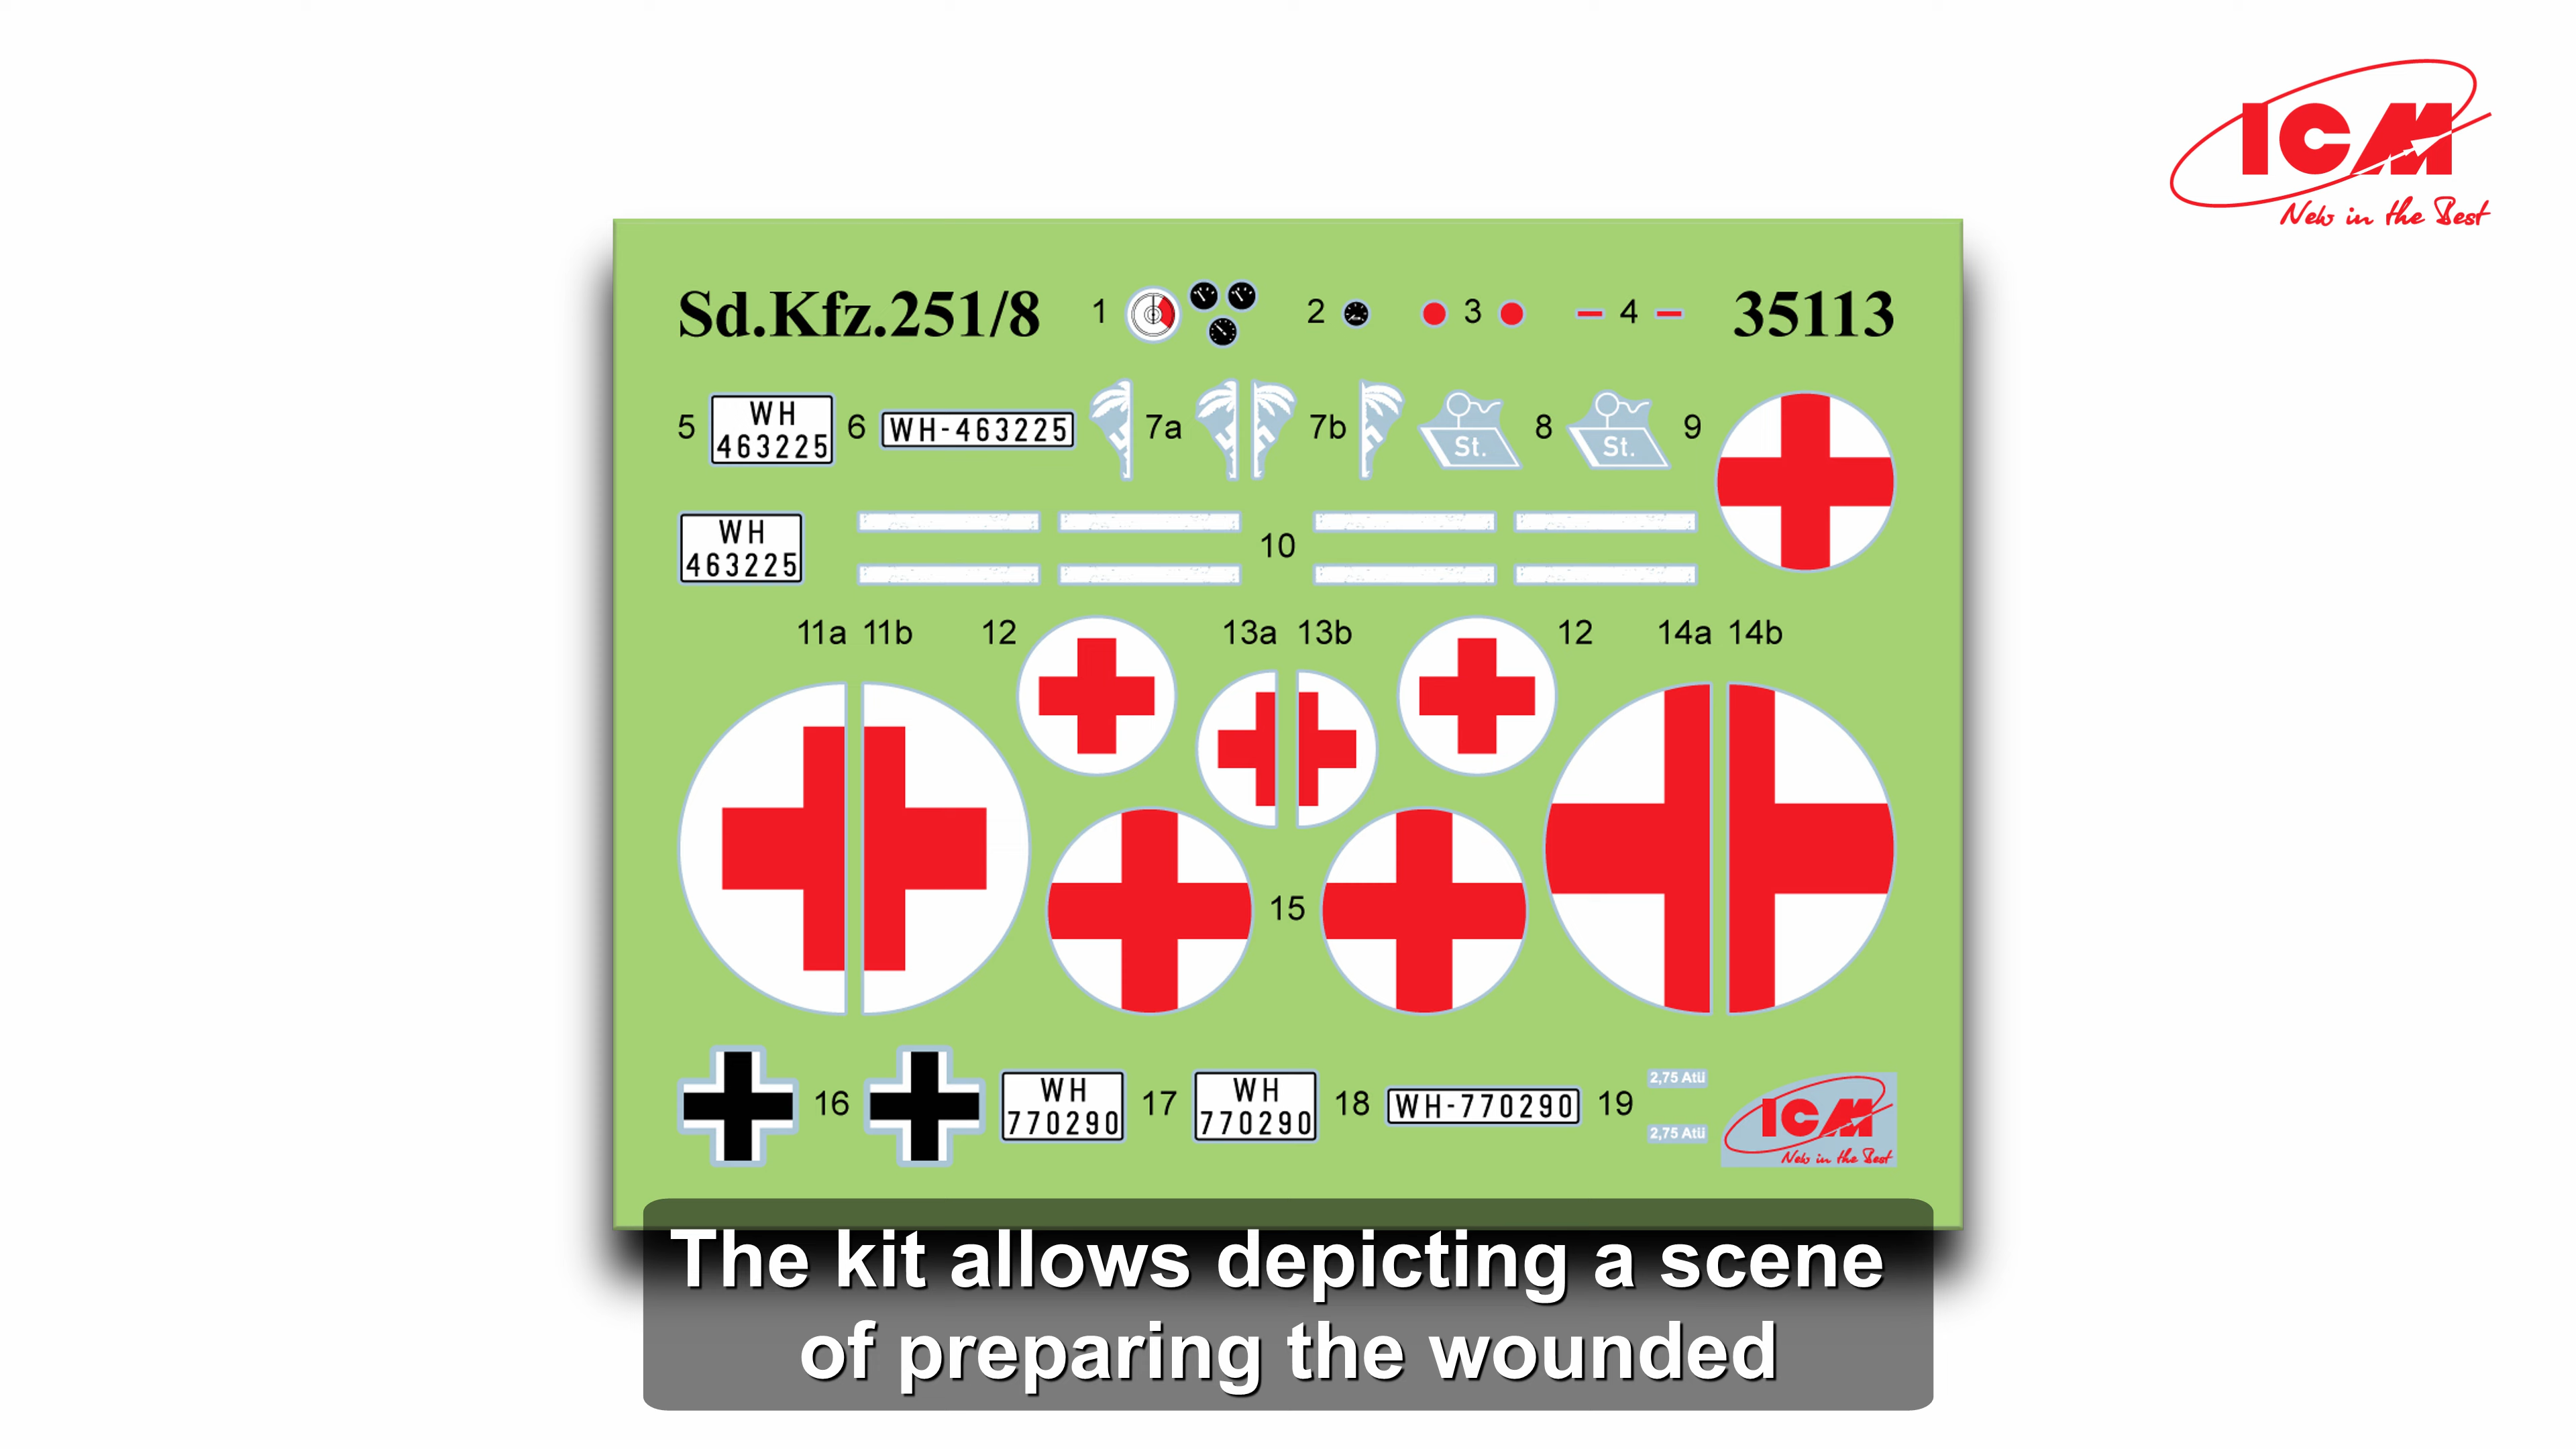 ICM
New in the Best
Sd.Kfz.251/8 1 2 3 4 35113
5 WH 463225 6 WH-463225 7a 7b St. 8 St. 9
WH 463225 10
11a 11b 12 13a 13b 12 14a 14b
15
16 WH 770290 17 WH 770290 18 WH-770290 19 2,75 Atü
2,75 Atü
ICM
New in the Best
The kit allows depicting a scene
of preparing the wounded